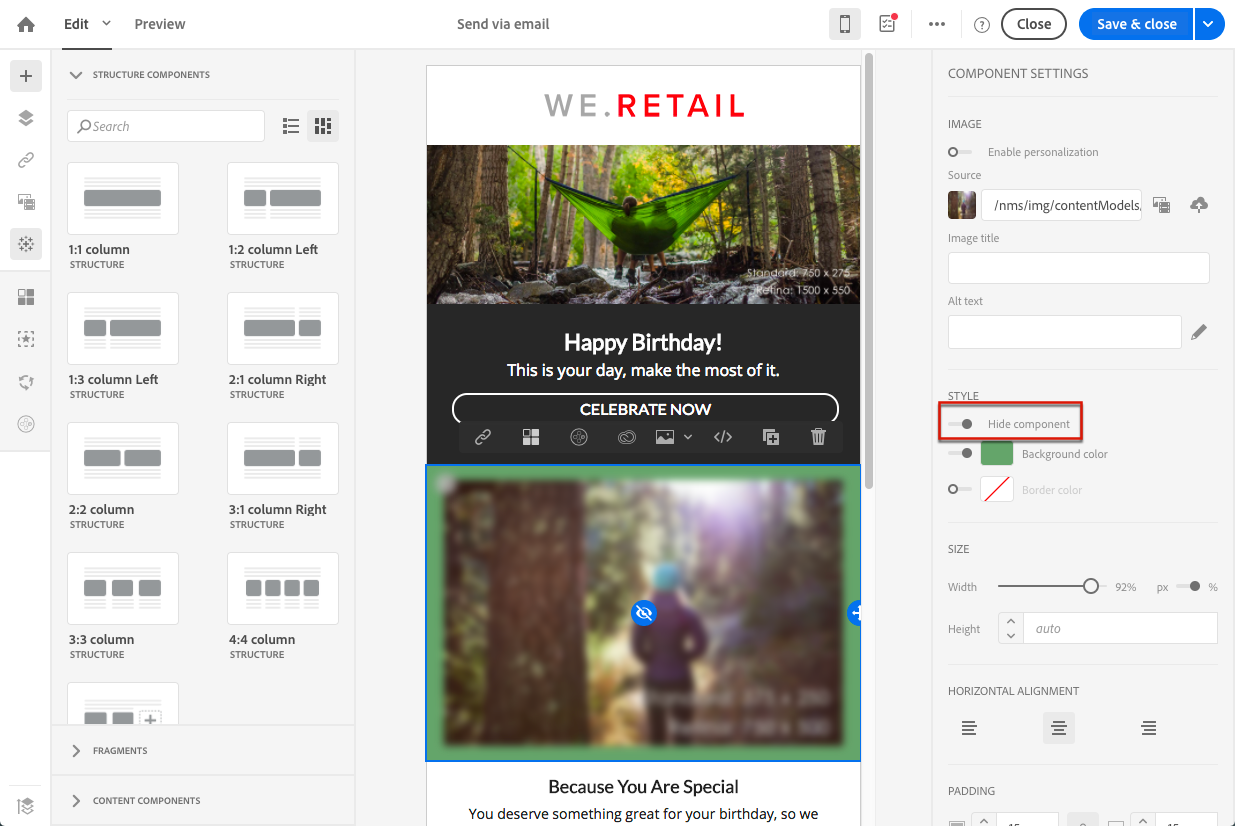 Edit
Preview
Send via email
Close
Save & close
STRUCTURE COMPONENTS
Search
1:1 column
STRUCTURE
1:2 column Left
STRUCTURE
1:3 column Left
STRUCTURE
2:1 column Right
STRUCTURE
2:2 column
STRUCTURE
3:1 column Right
STRUCTURE
3:3 column
STRUCTURE
4:4 column
STRUCTURE
FRAGMENTS
CONTENT COMPONENTS
WE.RETAIL
Standard: 750 x 275
Retina: 1500 x 550
Happy Birthday!
This is your day, make the most of it.
CELEBRATE NOW
Because You Are Special
You deserve something great for your birthday, so we
COMPONENT SETTINGS
IMAGE
Enable personalization
Source
/nms/img/contentModels,
Image title
Alt text
STYLE
Hide component
Background color
Border color
SIZE
Width 92% px %
Height auto
HORIZONTAL ALIGNMENT
PADDING